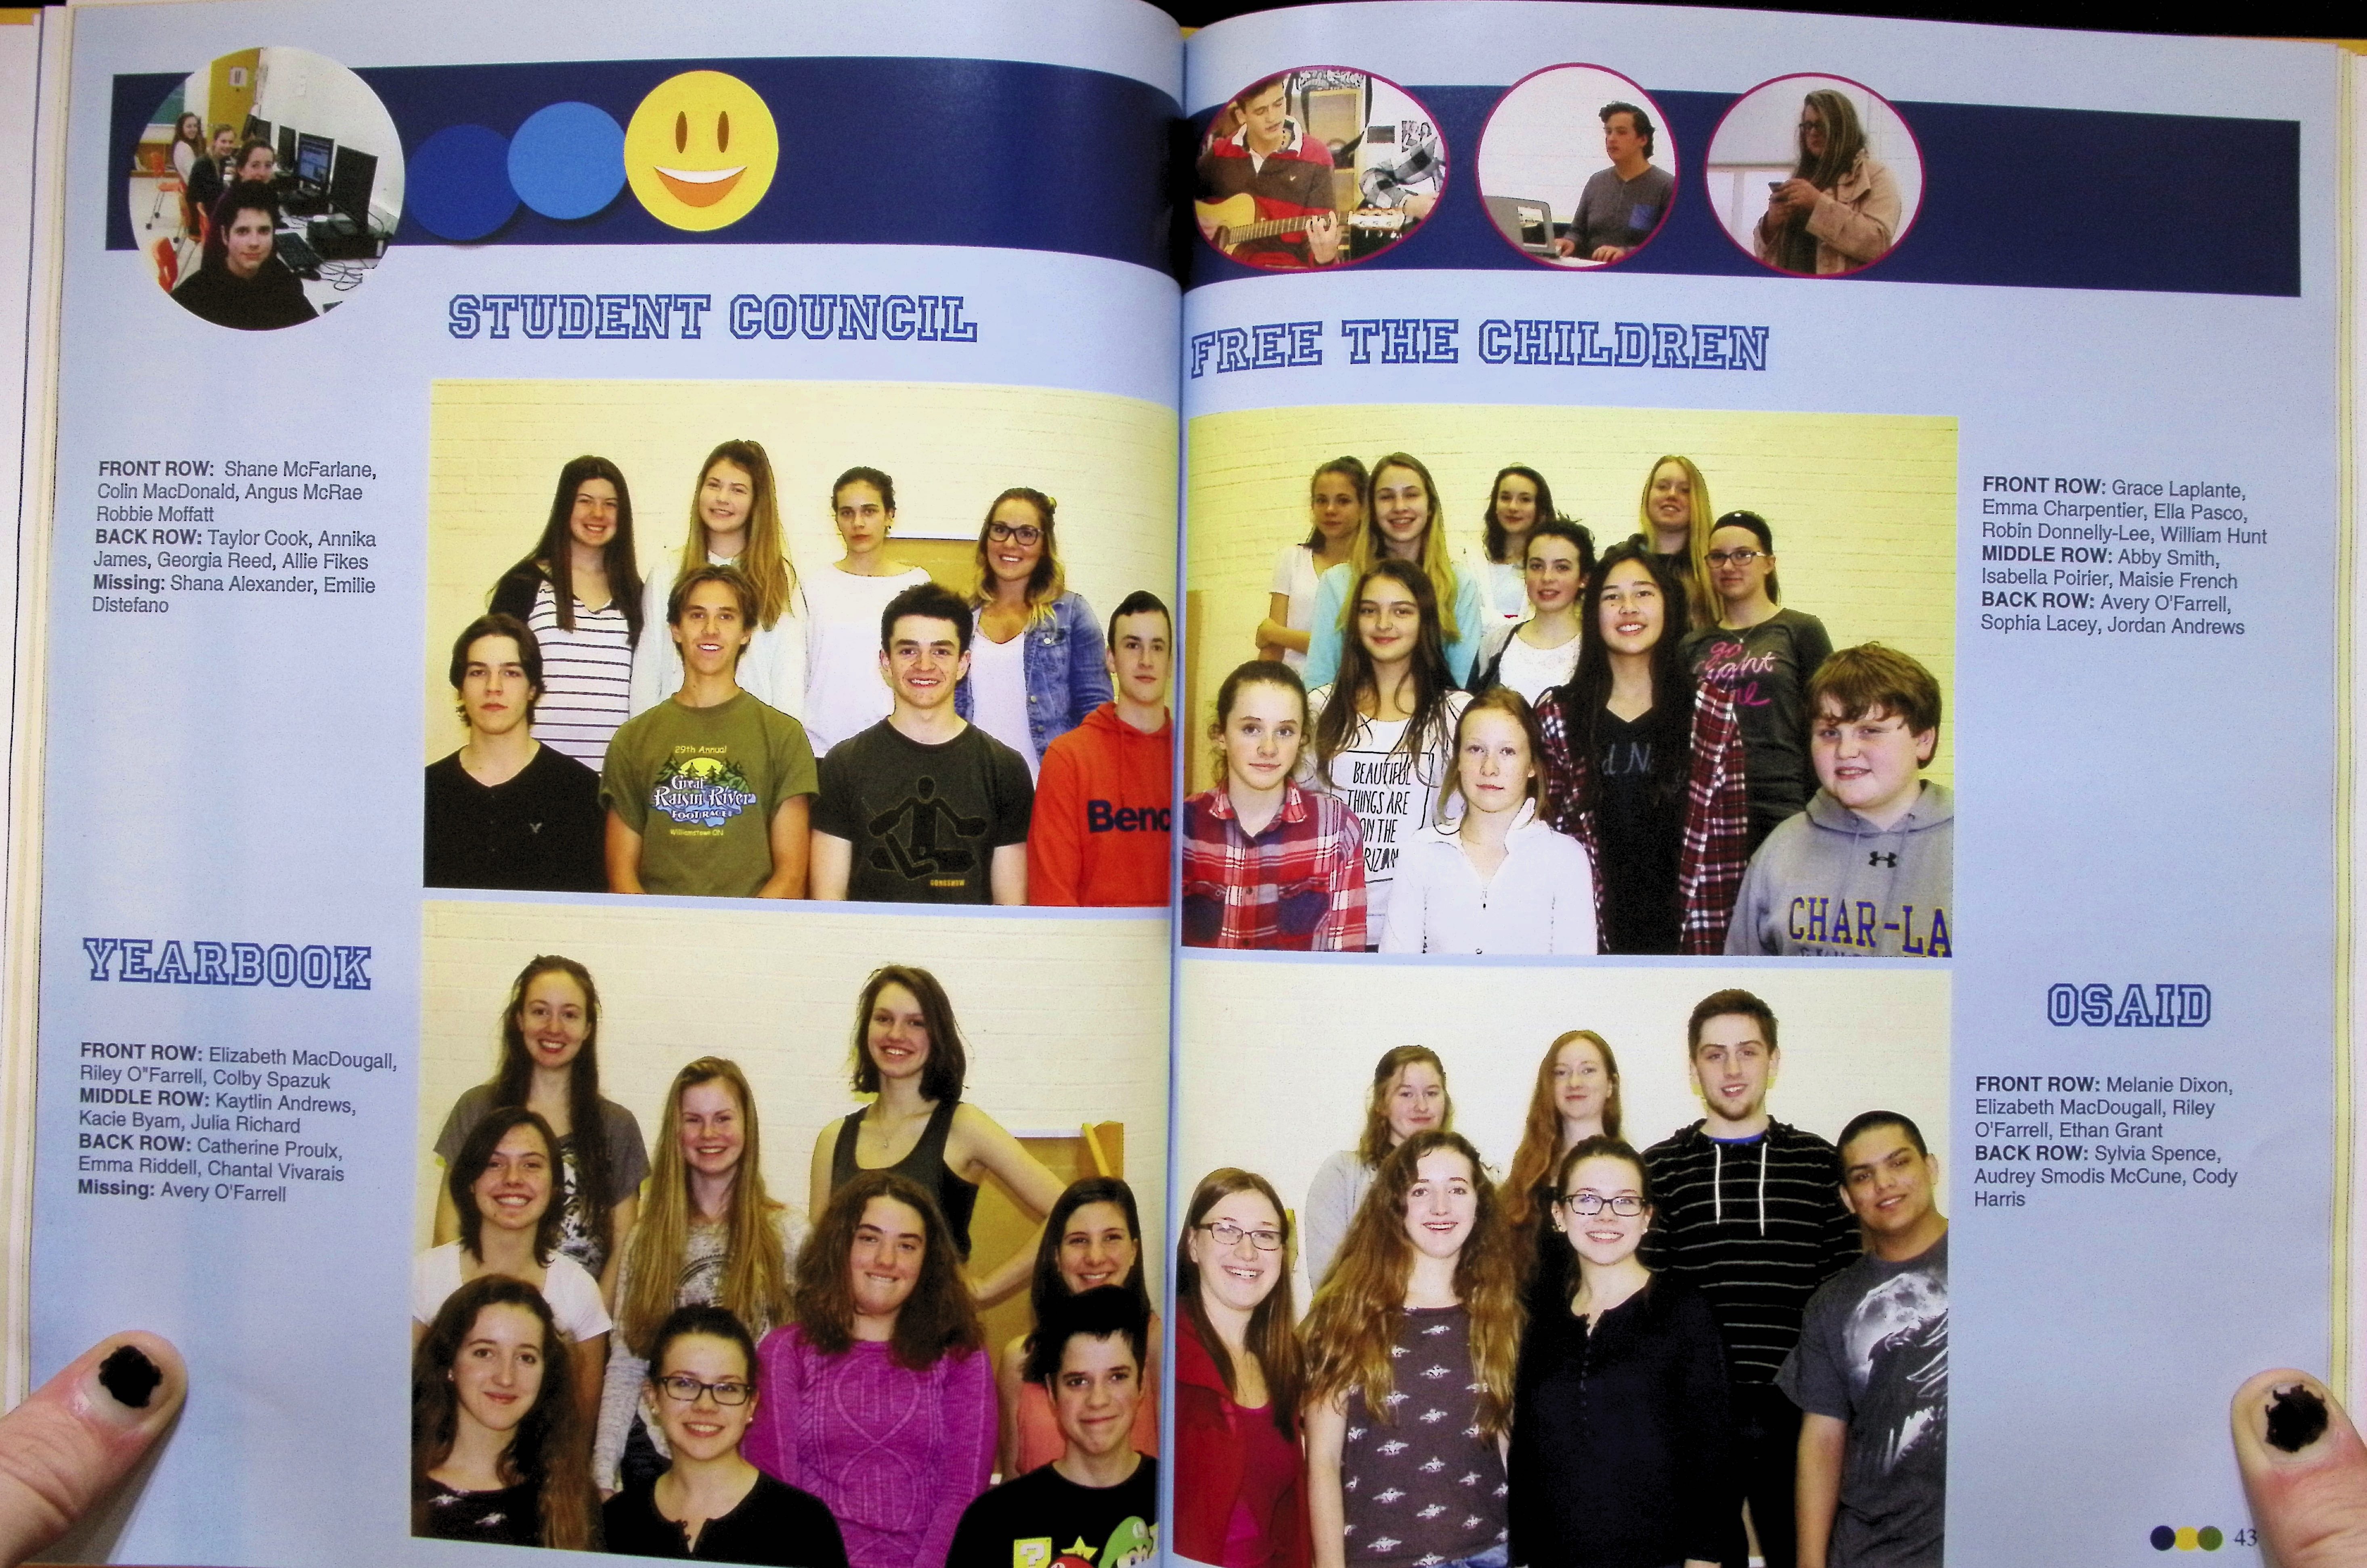 STUDENT COUNCIL
FRONT ROW: Shane McFarlane,
Colin MacDonald, Angus McRae
Robbie Moffatt
BACK ROW: Taylor Cook, Annika
James, Georgia Reed, Allie Fikes
Missing: Shana Alexander, Emilie
Distefano
29th Annual
Great
Raisin River
FOOTRACE
Williamstown ON
Benc
YEARBOOK
FRONT ROW: Elizabeth MacDougall,
Riley O"Farrell, Colby Spazuk
MIDDLE ROW: Kaytlin Andrews,
Kacie Byam, Julia Richard
BACK ROW: Catherine Proulx,
Emma Riddell, Chantal Vivarais
Missing: Avery O'Farrell
?
FREE THE CHILDREN
FRONT ROW: Grace Laplante,
Emma Charpentier, Ella Pasco,
Robin Donnelly-Lee, William Hunt
MIDDLE ROW: Abby Smith,
Isabella Poirier, Maisie French
BACK ROW: Avery O'Farrell,
Sophia Lacey, Jordan Andrews
go
BEAUTIFUL
THINGS ARE
ON THE
RIZON
CHAR-LA
OSAID
FRONT ROW: Melanie Dixon,
Elizabeth MacDougall, Riley
O'Farrell, Ethan Grant
BACK ROW: Sylvia Spence,
Audrey Smodis McCune, Cody
Harris
43